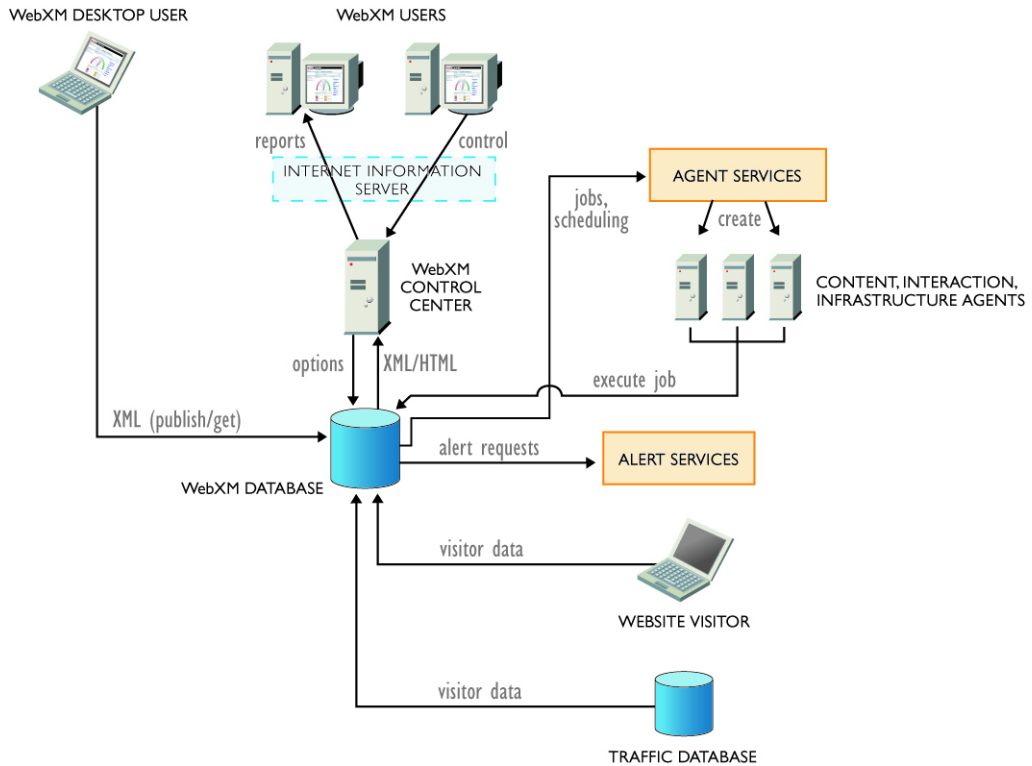 WebXM DESKTOP USER
WebXM USERS
reports
control
INTERNET INFORMATION
SERVER
AGENT SERVICES
jobs,
scheduling
create
WebXM
CONTROL
CENTER
CONTENT, INTERACTION,
INFRASTRUCTURE AGENTS
options
XML/HTML
execute job
XML (publish/get)
alert requests
ALERT SERVICES
WebXM DATABASE
visitor data
WEBSITE VISITOR
visitor data
TRAFFIC DATABASE